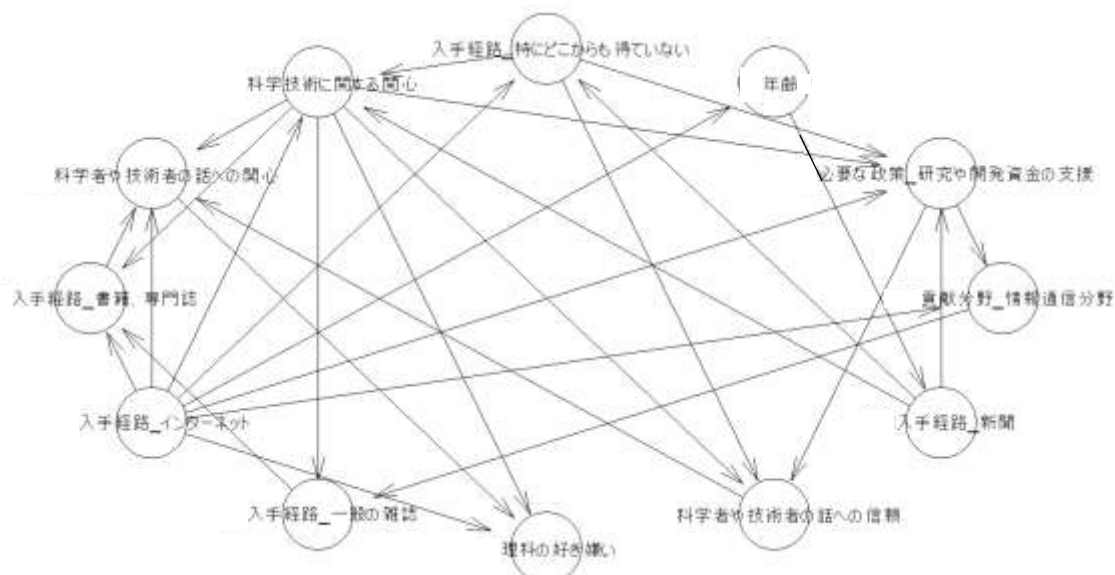 入手経路_特にどこからも得ていない
科学技術に関する関心
年齢
科学者や技術者の話への関心
必要な政策_研究や開発資金の支援
入手経路_書籍、専門誌
貢献分野_情報通信分野
入手経路_インターネット
入手経路_新聞
入手経路_一般の雑誌
科学者や技術者の話への信頼
理科の好き嫌い